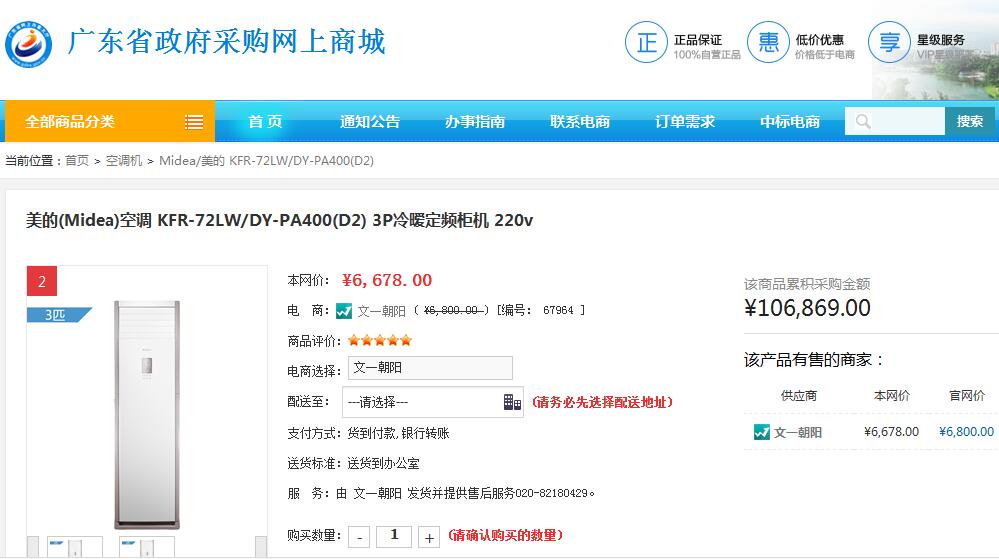 广东省政府采购网上商城
正 正品保证 100%自营正品
惠 低价优惠 价格低于电商
享 星级服务 VIP星级服务
全部商品分类 首页 通知公告 办事指南 联系电商 订单需求 中标电商 搜索
当前位置：首页 > 空调机 > Midea/美的 KFR-72LW/DY-PA400(D2)
美的(Midea)空调 KFR-72LW/DY-PA400(D2) 3P冷暖定频柜机 220v
2
3匹
本网价： ¥6,678.00
电 商： 文一朝阳（ ¥6,800.00 ）[编号： 67964 ]
商品评价：
电商选择： 文一朝阳
配送至： ---请选择--- （请务必先选择配送地址）
支付方式： 货到付款,银行转账
送货标准： 送货到办公室
服 务： 由 文一朝阳 发货并提供售后服务020-82180429。
购买数量： - 1 + （请确认购买的数量）
该商品累积采购金额
¥106,869.00
该产品有售的商家：
供应商 本网价 官网价
文一朝阳 ¥6,678.00 ¥6,800.00